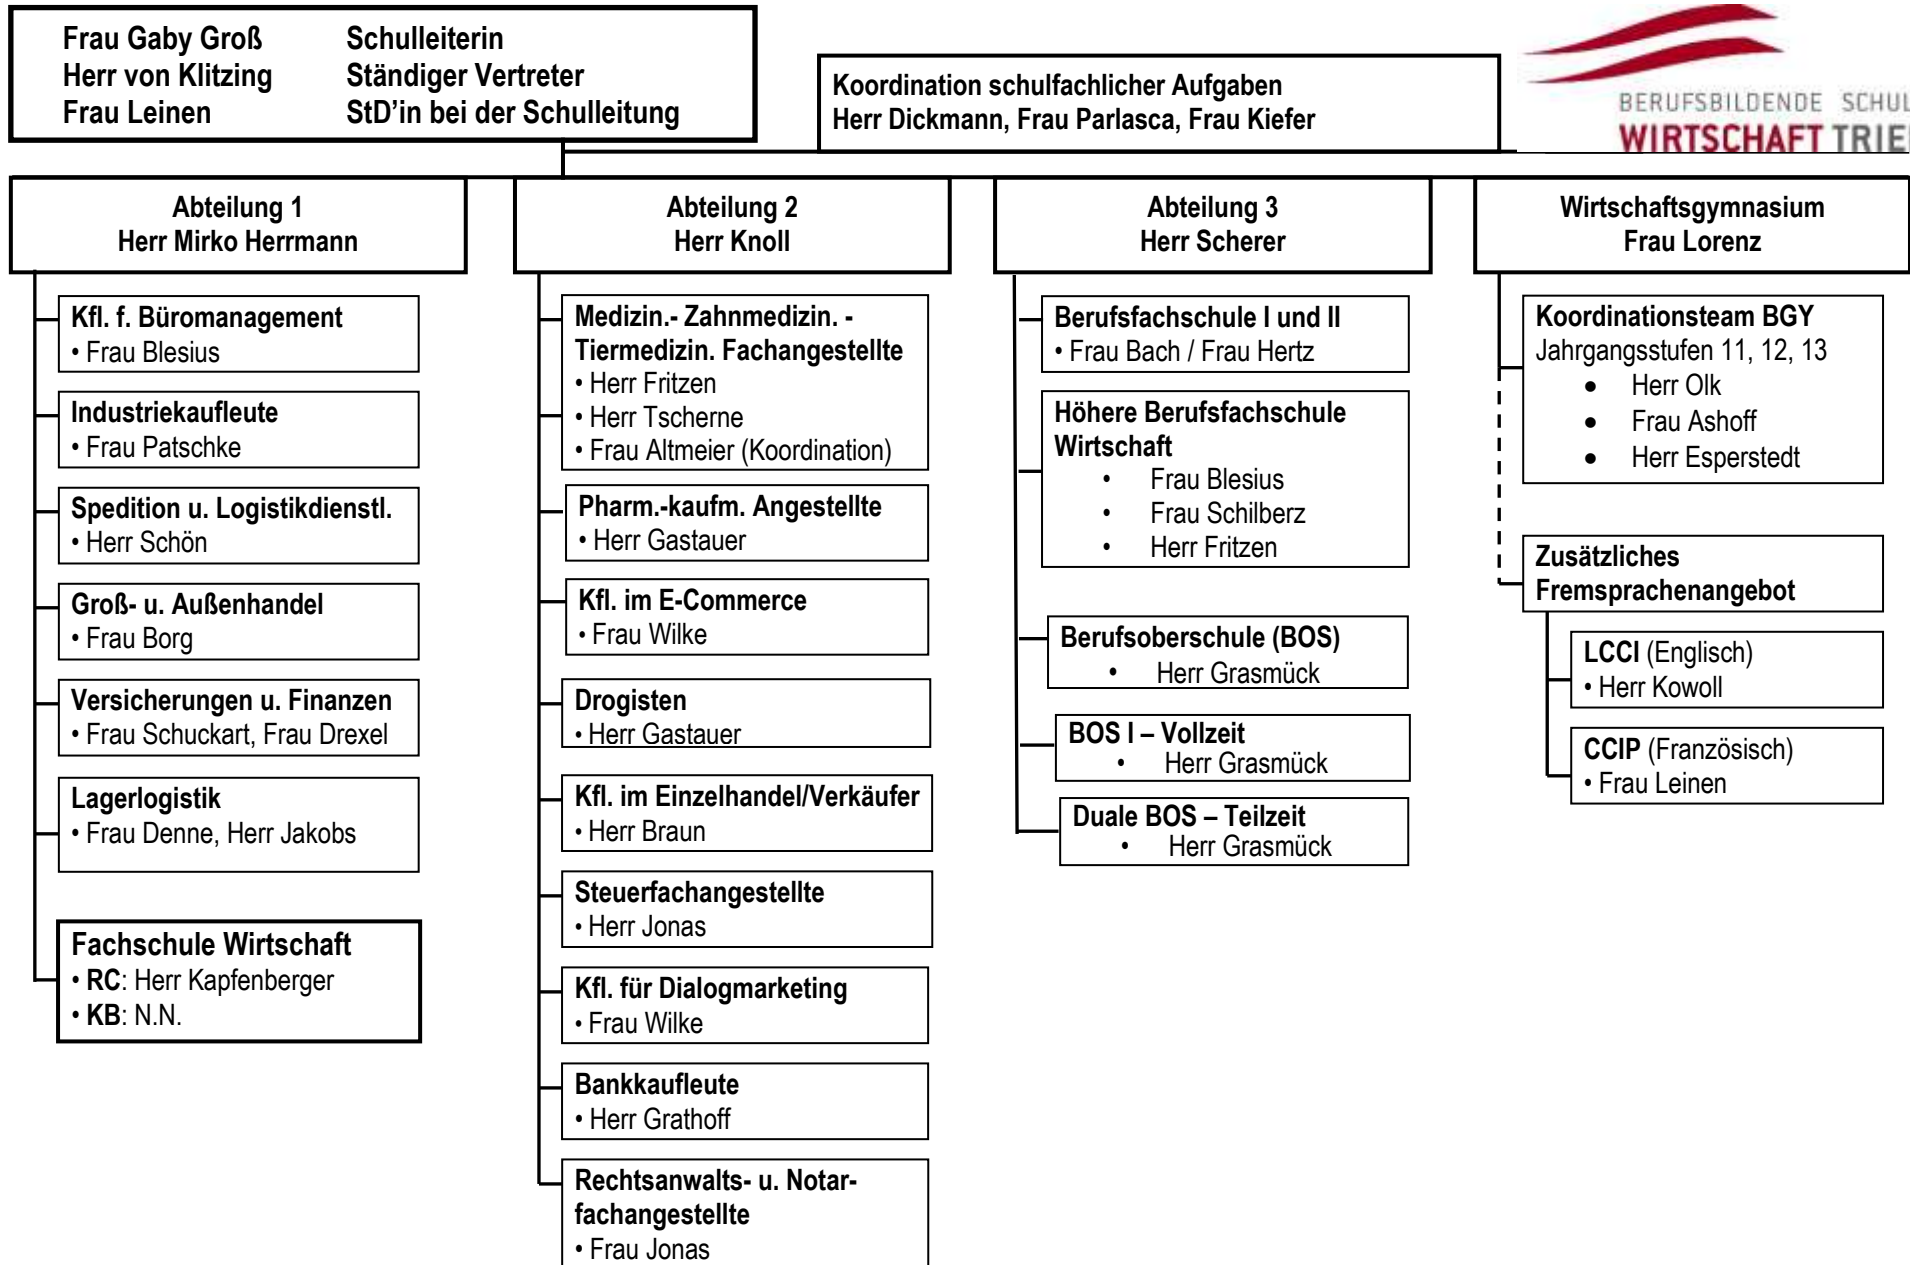 Frau Gaby Groß Schulleiterin
Herr von Klitzing Ständiger Vertreter
Frau Leinen StD’in bei der Schulleitung
Koordination schulfachlicher Aufgaben
Herr Dickmann, Frau Parlasca, Frau Kiefer
BERUFSBILDENDE SCHUL
WIRTSCHAFT TRIE
Abteilung 1
Herr Mirko Herrmann
Kfl. f. Büromanagement
• Frau Blesius
Industriekaufleute
• Frau Patschke
Spedition u. Logistikdienstl.
• Herr Schön
Groß- u. Außenhandel
• Frau Borg
Versicherungen u. Finanzen
• Frau Schuckart, Frau Drexel
Lagerlogistik
• Frau Denne, Herr Jakobs
Fachschule Wirtschaft
• RC: Herr Kapfenberger
• KB: N.N.
Abteilung 2
Herr Knoll
Medizin.- Zahnmedizin. -
Tiermedizin. Fachangestellte
• Herr Fritzen
• Herr Tscherne
• Frau Altmeier (Koordination)
Pharm.-kaufm. Angestellte
• Herr Gastauer
Kfl. im E-Commerce
• Frau Wilke
Drogisten
• Herr Gastauer
Kfl. im Einzelhandel/Verkäufer
• Herr Braun
Steuerfachangestellte
• Herr Jonas
Kfl. für Dialogmarketing
• Frau Wilke
Bankkaufleute
• Herr Grathoff
Rechtsanwalts- u. Notar-
fachangestellte
• Frau Jonas
Abteilung 3
Herr Scherer
Berufsfachschule I und II
• Frau Bach / Frau Hertz
Höhere Berufsfachschule
Wirtschaft
• Frau Blesius
• Frau Schilberz
• Herr Fritzen
Berufsoberschule (BOS)
• Herr Grasmück
BOS I – Vollzeit
• Herr Grasmück
Duale BOS – Teilzeit
• Herr Grasmück
Wirtschaftsgymnasium
Frau Lorenz
Koordinationsteam BGY
Jahrgangsstufen 11, 12, 13
• Herr Olk
• Frau Ashoff
• Herr Esperstedt
Zusätzliches
Fremsprachenangebot
LCCI (Englisch)
• Herr Kowoll
CCIP (Französisch)
• Frau Leinen